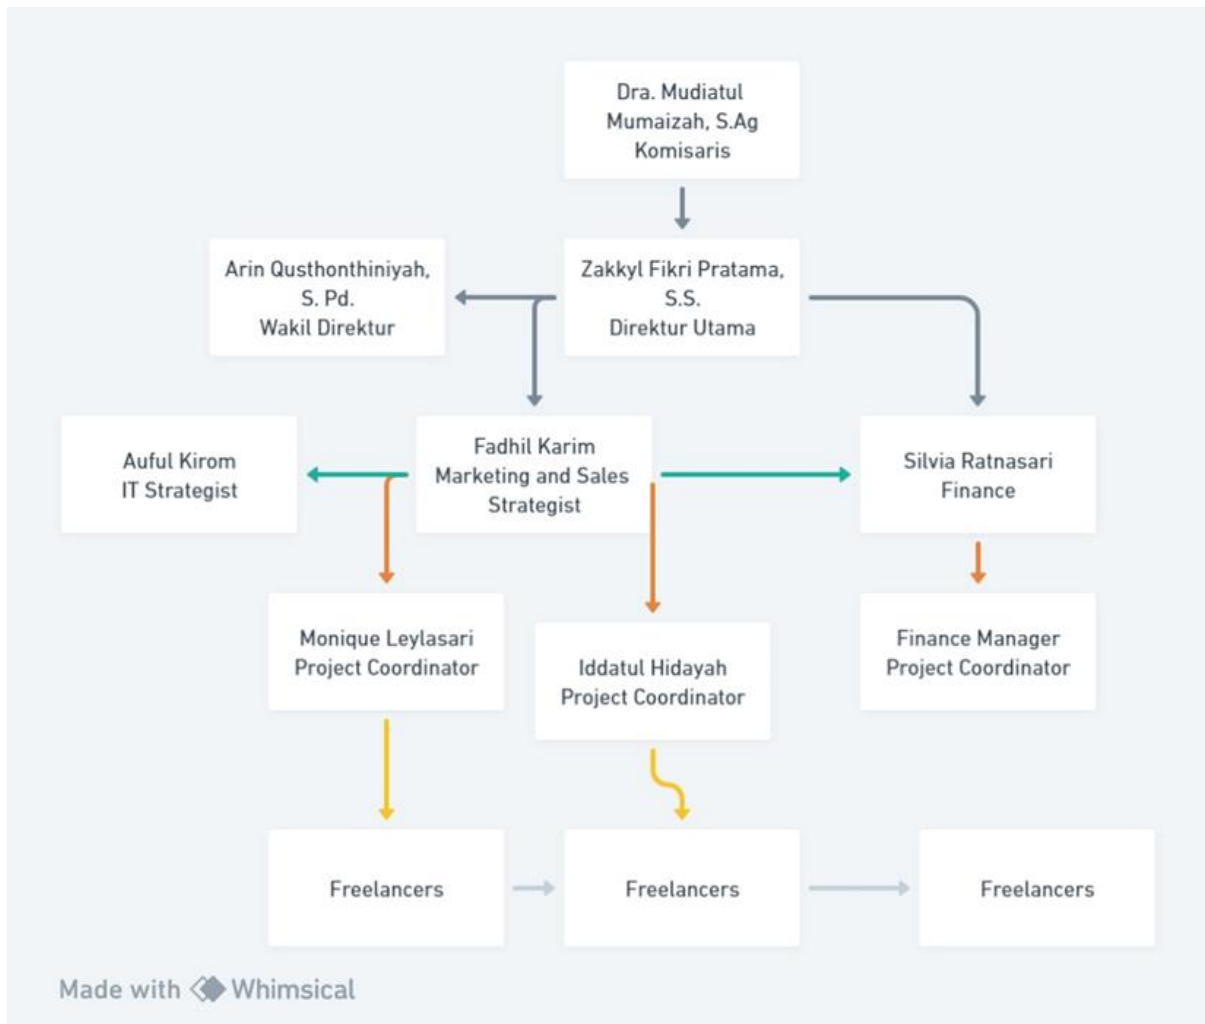 Dra. Mudiatul
Mumaizah, S.Ag
Komisaris
Arin Qusthonthiniyah,
S. Pd.
Wakil Direktur
Zakkyl Fikri Pratama,
S.S.
Direktur Utama
Auful Kirom
IT Strategist
Fadhil Karim
Marketing and Sales
Strategist
Silvia Ratnasari
Finance
Monique Leylasari
Project Coordinator
Iddatul Hidayah
Project Coordinator
Finance Manager
Project Coordinator
Freelancers
Freelancers
Freelancers
Made with Whimsical